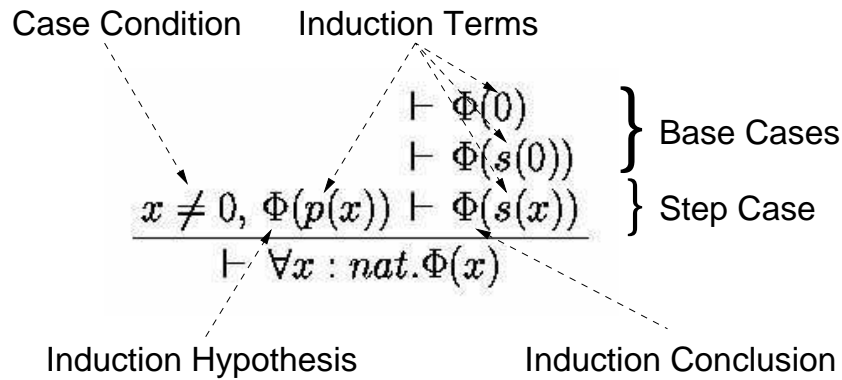 Case Condition Induction Terms
⊢ Φ(0)
⊢ Φ(s(0))
Base Cases
x ≠ 0, Φ(p(x)) ⊢ Φ(s(x))
Step Case
⊢ ∀x : nat.Φ(x)
Induction Hypothesis Induction Conclusion